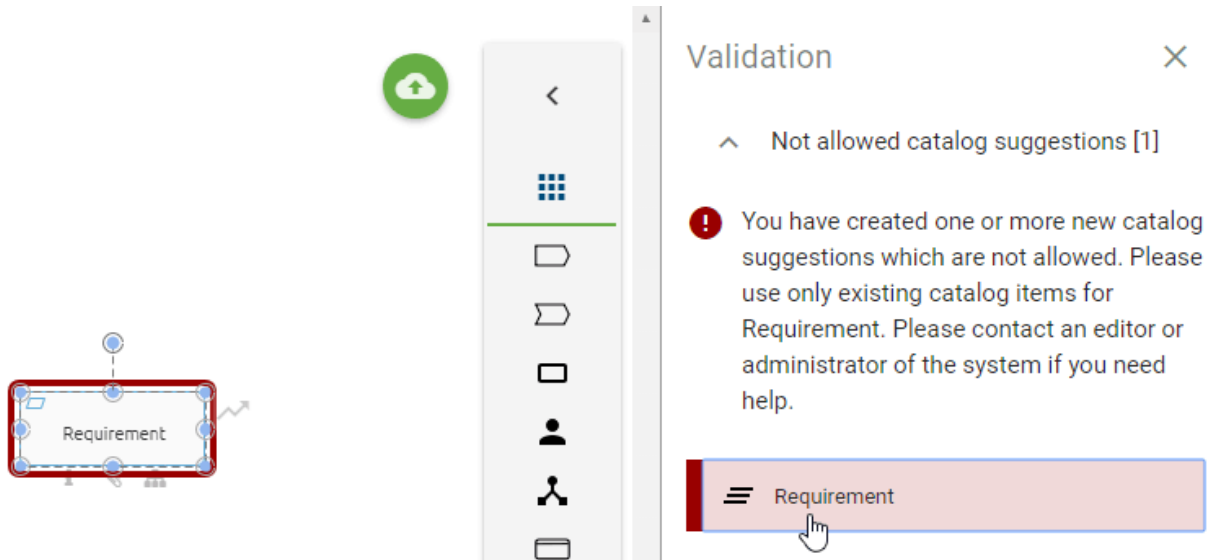 Validation
Not allowed catalog suggestions [1]
You have created one or more new catalog
suggestions which are not allowed. Please
use only existing catalog items for
Requirement. Please contact an editor or
administrator of the system if you need
help.
Requirement
Requirement